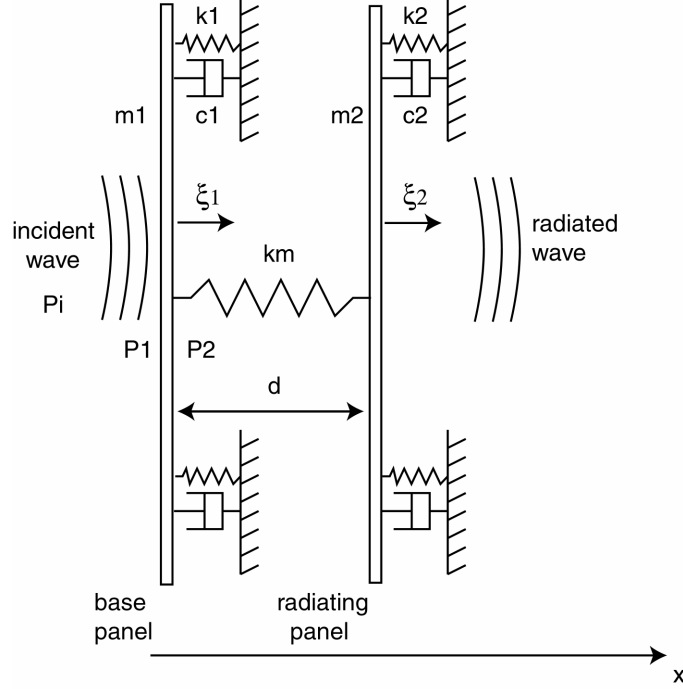 k1
k2
m1
c1
m2
c2
ξ1
ξ2
incident
wave
radiated
wave
km
Pi
P1
P2
d
base
panel
radiating
panel
x